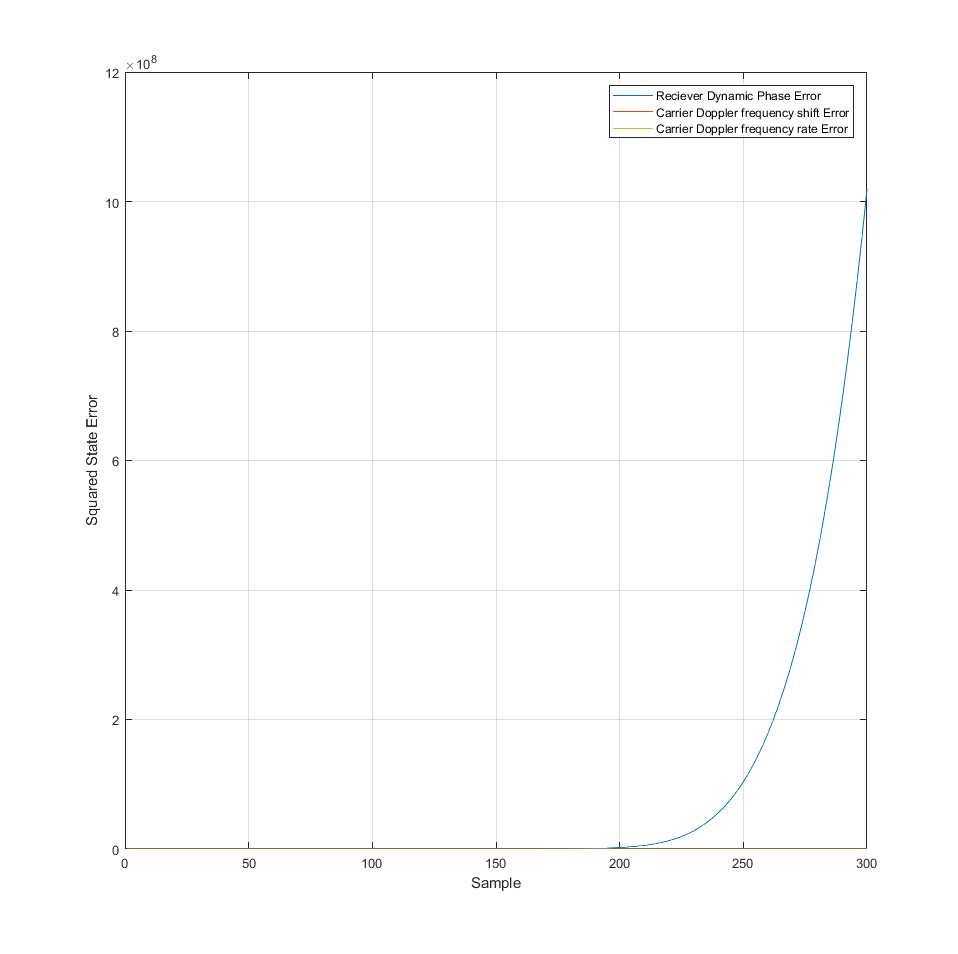 ×10^8
12
10
8
6
4
2
0
Squared State Error
Reciever Dynamic Phase Error
Carrier Doppler frequency shift Error
Carrier Doppler frequency rate Error
0 50 100 150 200 250 300
Sample